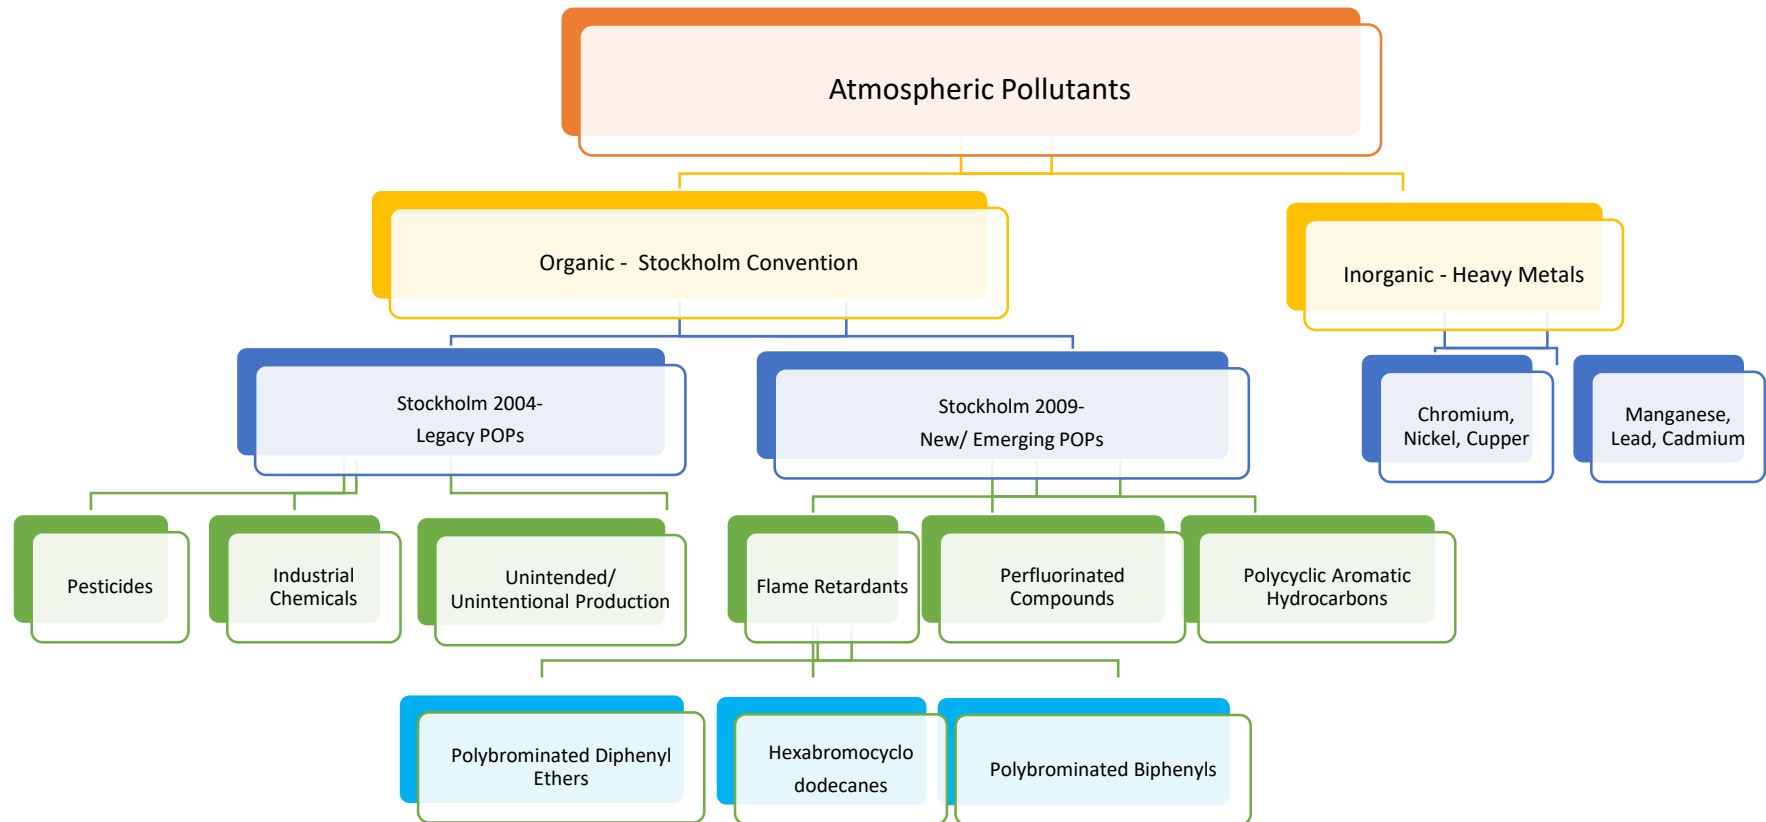 Atmospheric Pollutants
Organic -  Stockholm Convention
Inorganic - Heavy Metals
Stockholm 2004-
Legacy POPs
Stockholm 2009-
New/ Emerging POPs
Chromium,
Nickel, Cupper
Manganese,
Lead, Cadmium
Pesticides
Industrial
Chemicals
Unintended/
Unintentional Production
Flame Retardants
Perfluorinated
Compounds
Polycyclic Aromatic
Hydrocarbons
Polybrominated Diphenyl
Ethers
Hexabromocyclo
dodecanes
Polybrominated Biphenyls